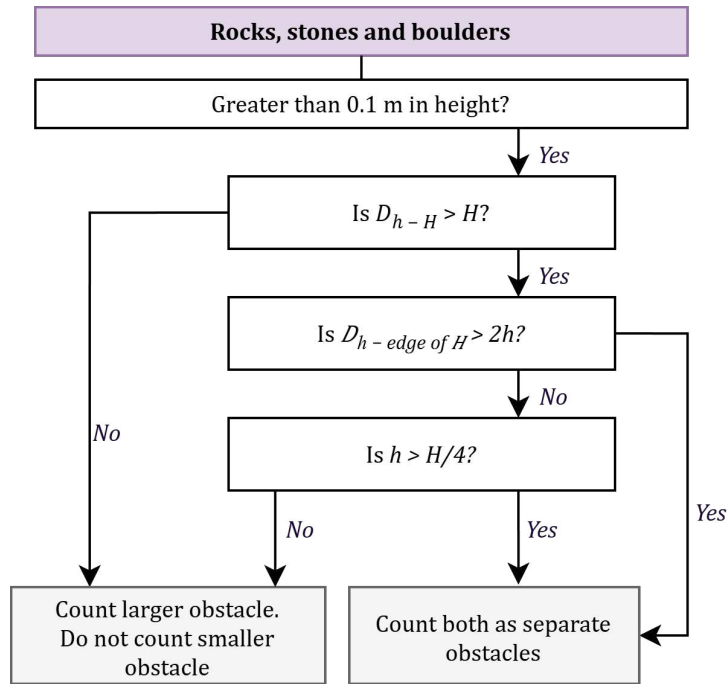 Rocks, stones and boulders
Greater than 0.1 m in height?
Yes
Is D_{h – H} > H?
Yes
Is D_{h – edge of H} > 2h?
No
No
Is h > H/4?
Yes
No
Yes
Count larger obstacle.
Do not count smaller
obstacle
Count both as separate
obstacles